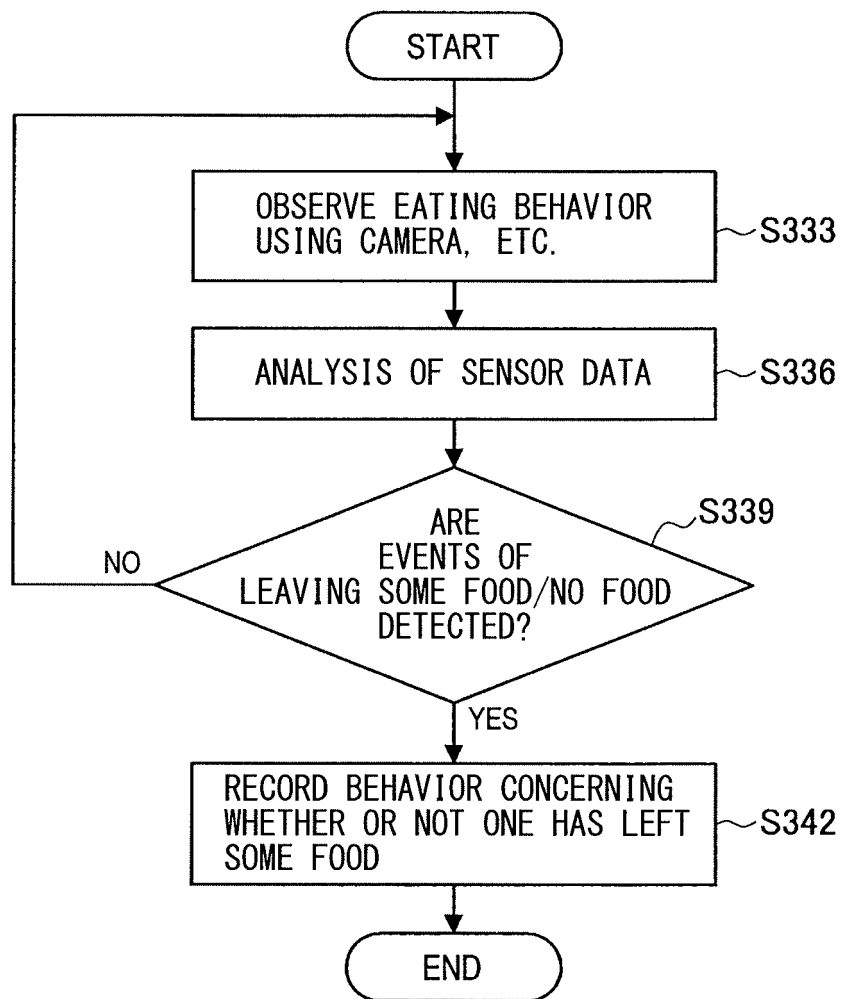 START
OBSERVE EATING BEHAVIOR
USING CAMERA, ETC.
S333
ANALYSIS OF SENSOR DATA
S336
S339
ARE
EVENTS OF
LEAVING SOME FOOD/NO FOOD
DETECTED?
NO
YES
RECORD BEHAVIOR CONCERNING
WHETHER OR NOT ONE HAS LEFT
SOME FOOD
S342
END